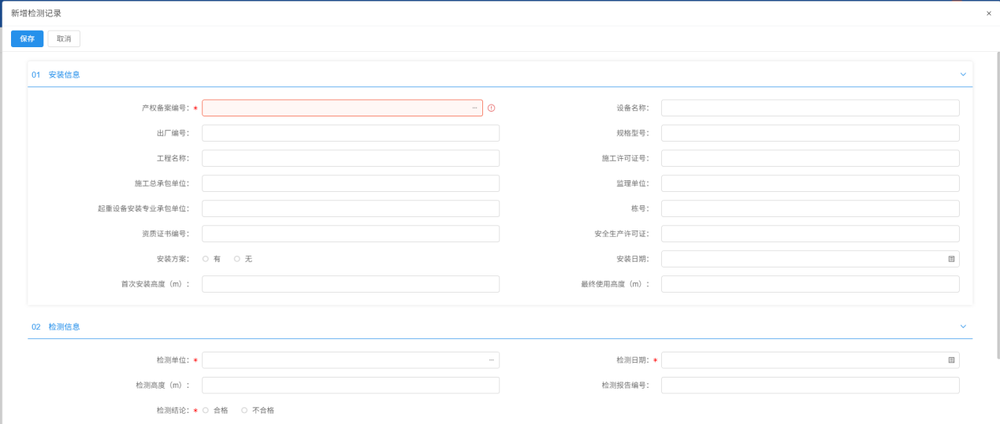 新增检测记录 ×
保存 取消
01 安装信息
产权备案编号: * ... 设备名称:
出厂编号: 规格型号:
工程名称: 施工许可证号:
施工总承包单位: 监理单位:
起重设备安装专业承包单位: 栋号:
资质证书编号: 安全生产许可证:
安装方案: 有 无 安装日期:
首次安装高度（m）: 最终使用高度（m）:
02 检测信息
检测单位: * ... 检测日期: *
检测高度（m）: 检测报告编号:
检测结论: * 合格 不合格